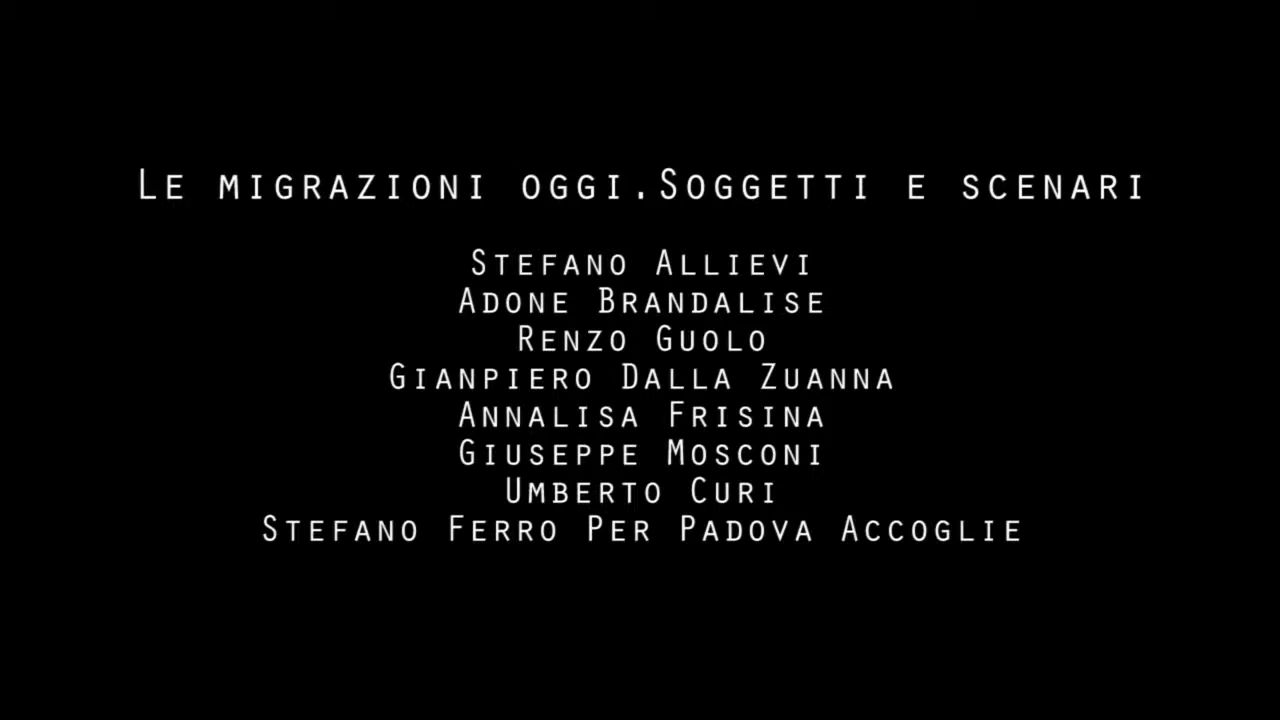 Le migrazioni oggi.Soggetti e scenari
Stefano Allievi
Adone Brandalise
Renzo Guolo
Gianpiero Dalla Zuanna
Annalisa Frisina
Giuseppe Mosconi
Umberto Curi
Stefano Ferro Per Padova Accoglie